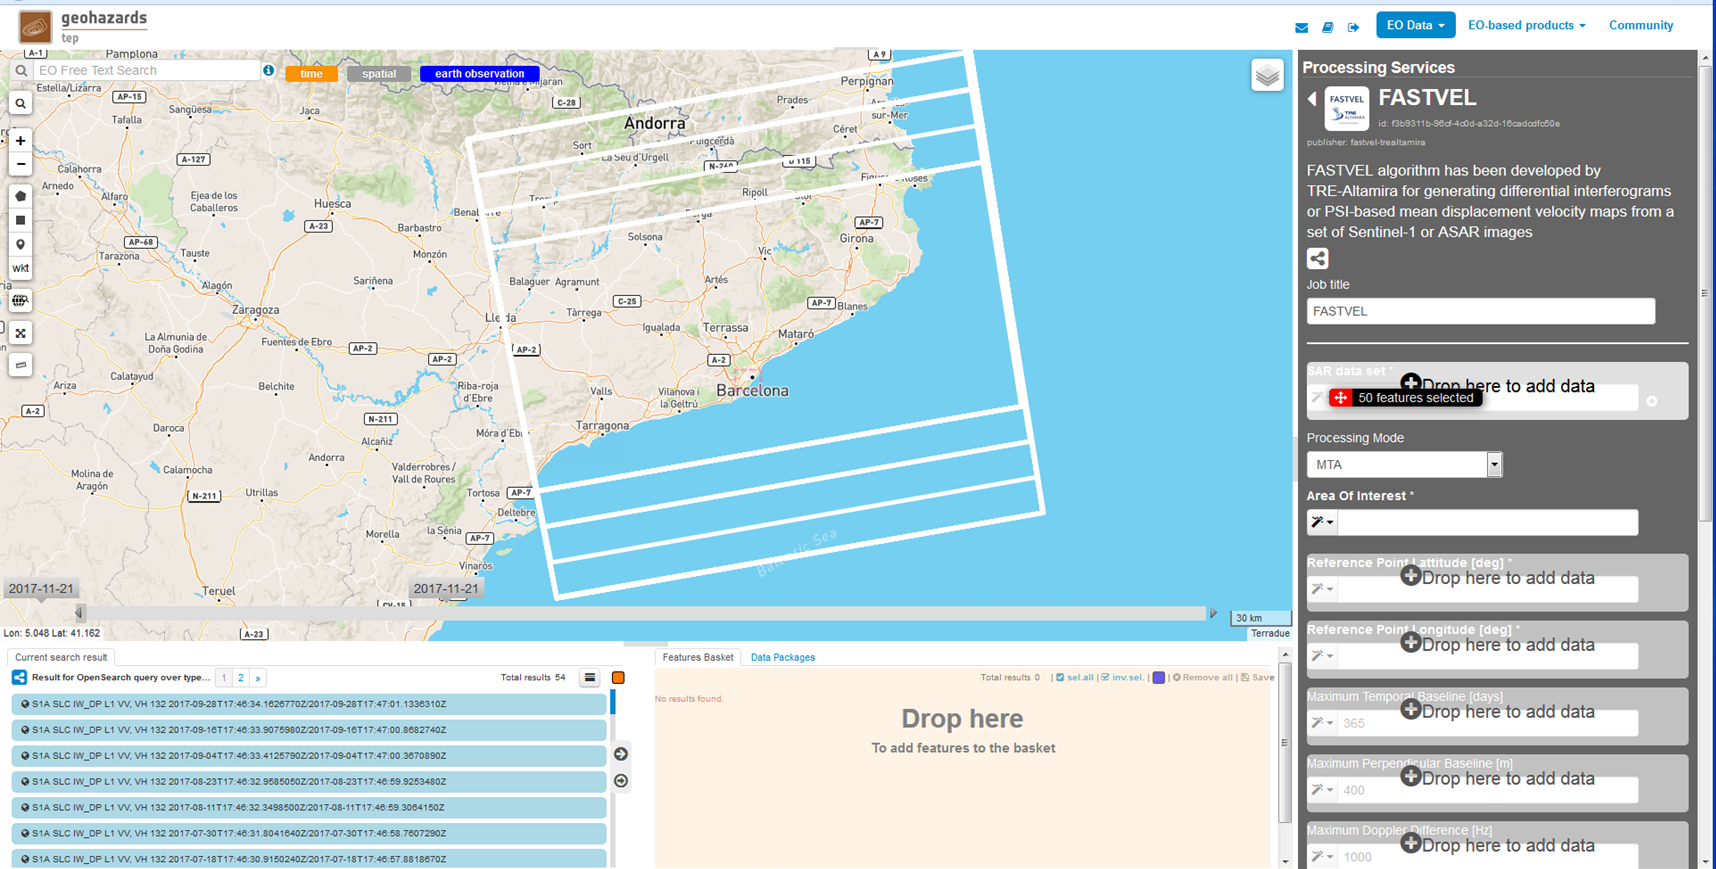 geohazards
tep
EO Data
EO-based products
Community
EO Free Text Search
time
spatial
earth observation
A-1
Pamplona
A 9
Perpignan
Estella/Lizarra
AP-15
Sangüesa
Jaca
C-28
Andorra
Prades
sur-Mer
Tafalla
Céret
Sort
La Seu d'Urgell
Puigcerdà
A-127
N-260
D 115
Calahorra
Arnedo
Alfaro
Ejea de los
Caballeros
Huesca
A-23
Ripoll
Roses
Berga
Barbastro
AP-7
Girona
AP-68
Tarazona
Tauste
Monzón
Solsona
Vic
Alagón
Sariñena
Balaguer
Agramunt
Artés
C-25
AP-7
Blanes
Zaragoza
Tàrrega
Igualada
Terrassa
Mataró
La Almunia de
Doña Godina
Fuentes de Ebro
AP-2
AP-2
AP-2
A-2
Calatayud
Ariza
Belchite
Riba-roja
d'Ebre
Valls
Vilanova i
la Geltrú
Barcelona
A-2
Daroca
N-211
Alcañiz
Móra d'Ebre
Tarragona
Molina de
Aragón
Calamocha
Andorra
Valderrobres /
Vall de Roures
N-211
Utrillas
Tortosa
AP-7
Deltebre
Morella
la Sénia
AP-7
Balearic Sea
Vinaròs
Teruel
CV-15
A-23
wkt
2017-11-21
2017-11-21
30 km
Lon: 5.048 Lat: 41.162
Terradue
Current search result
Result for OpenSearch query over type...
1
2
»
Total results 54
S1A SLC IW_DP L1 VV, VH 132 2017-09-28T17:46:34.1626770Z/2017-09-28T17:47:01.1336310Z
S1A SLC IW_DP L1 VV, VH 132 2017-09-16T17:46:33.9075980Z/2017-09-16T17:47:00.8682740Z
S1A SLC IW_DP L1 VV, VH 132 2017-09-04T17:46:33.4125790Z/2017-09-04T17:47:00.3670890Z
S1A SLC IW_DP L1 VV, VH 132 2017-08-23T17:46:32.9585050Z/2017-08-23T17:46:59.9253480Z
S1A SLC IW_DP L1 VV, VH 132 2017-08-11T17:46:32.3498500Z/2017-08-11T17:46:59.3064150Z
S1A SLC IW_DP L1 VV, VH 132 2017-07-30T17:46:31.8041640Z/2017-07-30T17:46:58.7607290Z
S1A SLC IW_DP L1 VV, VH 132 2017-07-18T17:46:30.9150240Z/2017-07-18T17:46:57.8818670Z
Features Basket
Data Packages
Total results 0 | sel.all | inv.sel. | | Remove all | Save
No results found.
Drop here
To add features to the basket
Processing Services
FASTVEL
TRE
ALTAMIRA
FASTVEL
id: f3b9311b-96cf-4c0d-a32d-16cadcdfc50e
publisher: fastvel-trealtamira
FASTVEL algorithm has been developed by
TRE-Altamira for generating differential interferograms
or PSI-based mean displacement velocity maps from a
set of Sentinel-1 or ASAR images
Job title
FASTVEL
SAR data set *
Drop here to add data
50 features selected
Processing Mode
MTA
Area Of Interest *
Reference Point Lattitude [deg] *
Drop here to add data
Reference Point Longitude [deg] *
Drop here to add data
Maximum Temporal Baseline [days]
Drop here to add data
365
Maximum Perpendicular Baseline [m]
Drop here to add data
400
Maximum Doppler Difference [Hz]
Drop here to add data
1000